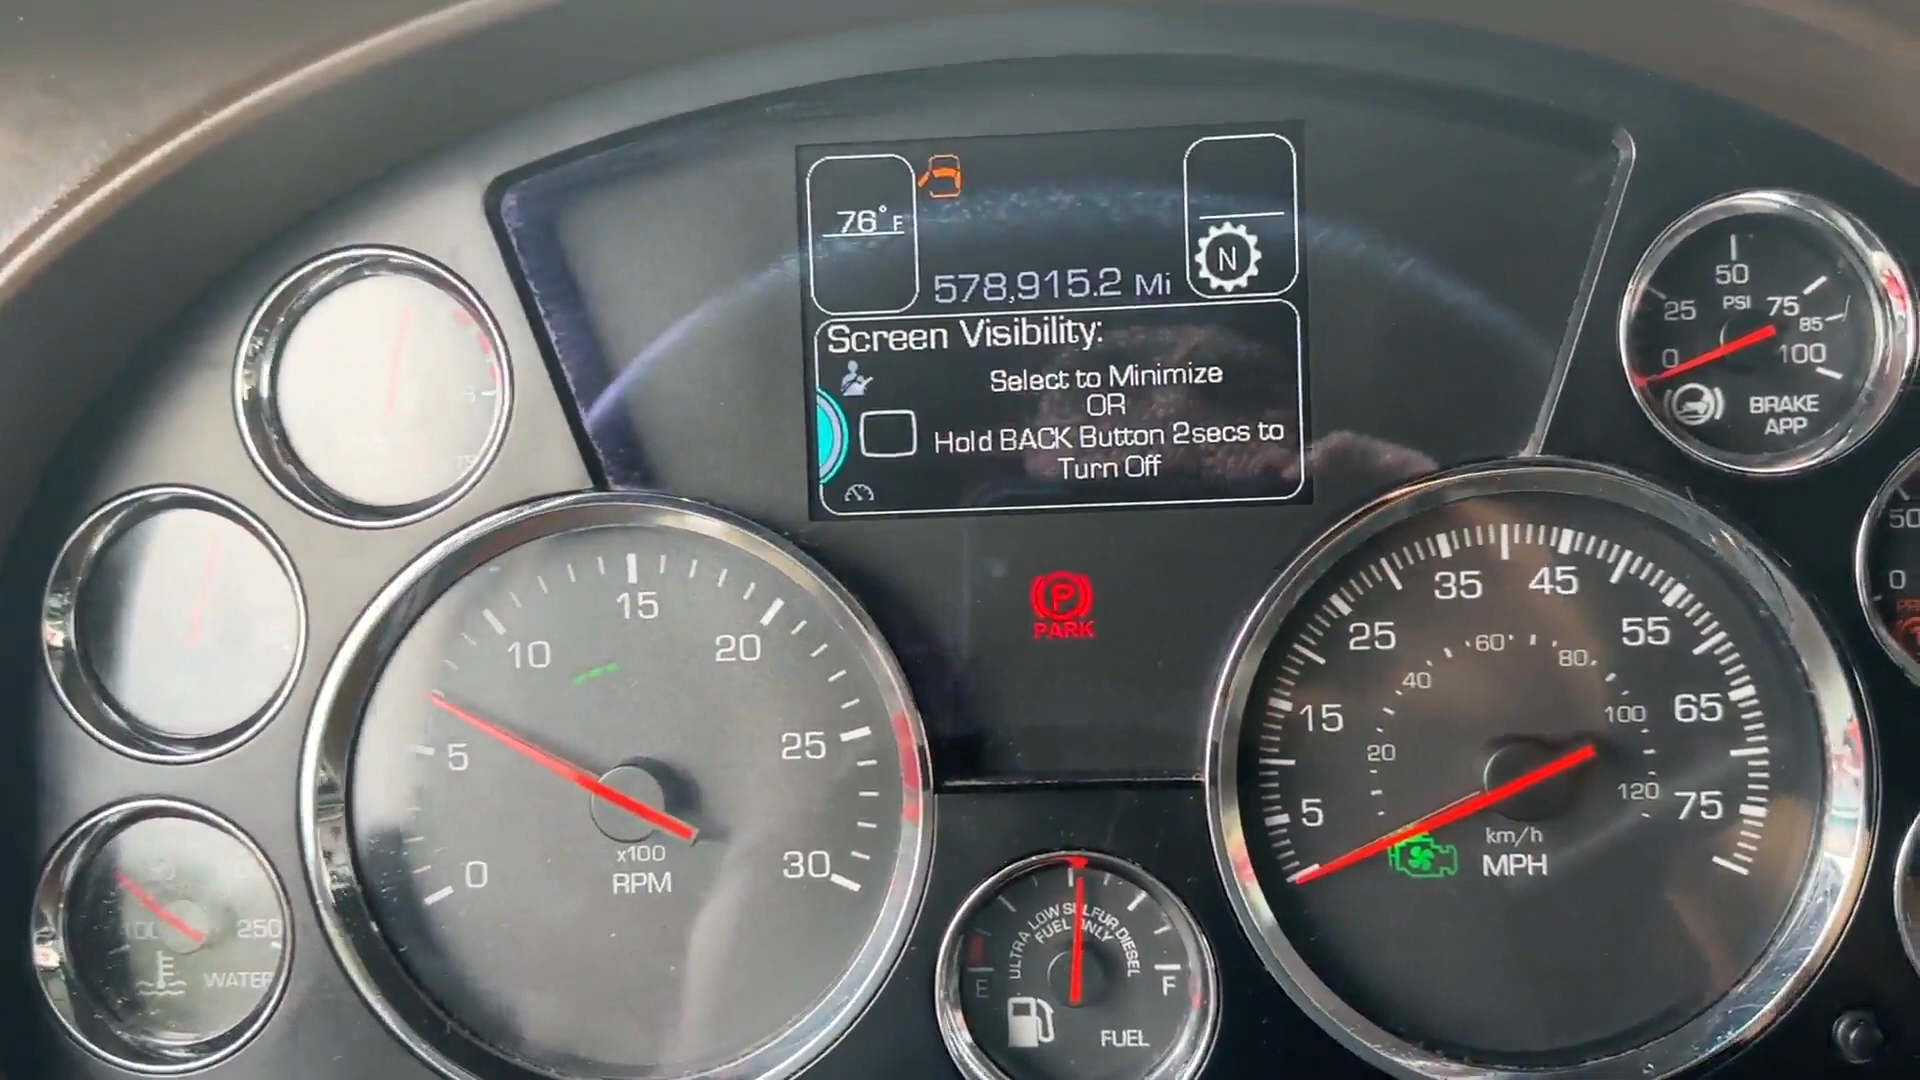 76°F
578,915.2 Mi
N
Screen Visibility:
Select to Minimize
OR
Hold BACK Button 2secs to
Turn Off
P
PARK
0
5
10
15
20
25
30
x100
RPM
5
15
25
35
45
55
65
75
20
40
60
80
100
120
km/h
MPH
0
25
50
75
85
100
PSI
BRAKE
APP
50
0
250
WATER
ULTRA LOW SULFUR DIESEL
FUEL ONLY
E
F
FUEL